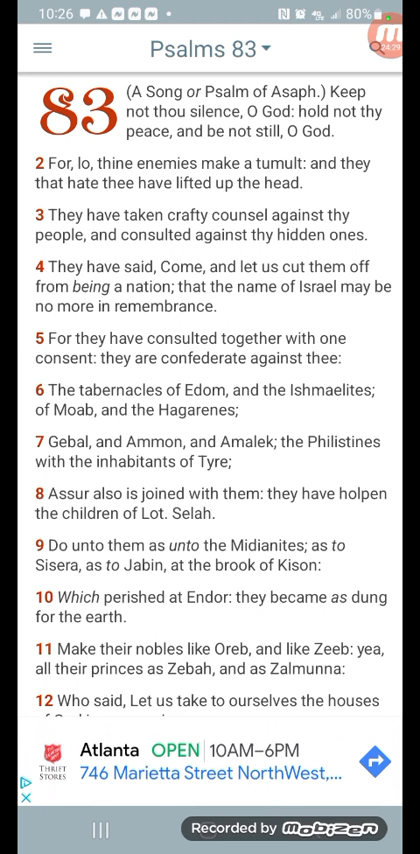 10:26 80%
Psalms 83
24:29
83 (A Song or Psalm of Asaph.) Keep
not thou silence, O God: hold not thy
peace, and be not still, O God.
2 For, lo, thine enemies make a tumult: and they
that hate thee have lifted up the head.
3 They have taken crafty counsel against thy
people, and consulted against thy hidden ones.
4 They have said, Come, and let us cut them off
from being a nation; that the name of Israel may be
no more in remembrance.
5 For they have consulted together with one
consent: they are confederate against thee:
6 The tabernacles of Edom, and the Ishmaelites;
of Moab, and the Hagarenes;
7 Gebal, and Ammon, and Amalek; the Philistines
with the inhabitants of Tyre;
8 Assur also is joined with them: they have holpen
the children of Lot. Selah.
9 Do unto them as unto the Midianites; as to
Sisera, as to Jabin, at the brook of Kison:
10 Which perished at Endor: they became as dung
for the earth.
11 Make their nobles like Oreb, and like Zeeb: yea,
all their princes as Zebah, and as Zalmunna:
12 Who said, Let us take to ourselves the houses
Atlanta OPEN 10AM–6PM
746 Marietta Street NorthWest,...
THRIFT
STORES
Recorded by mobizen